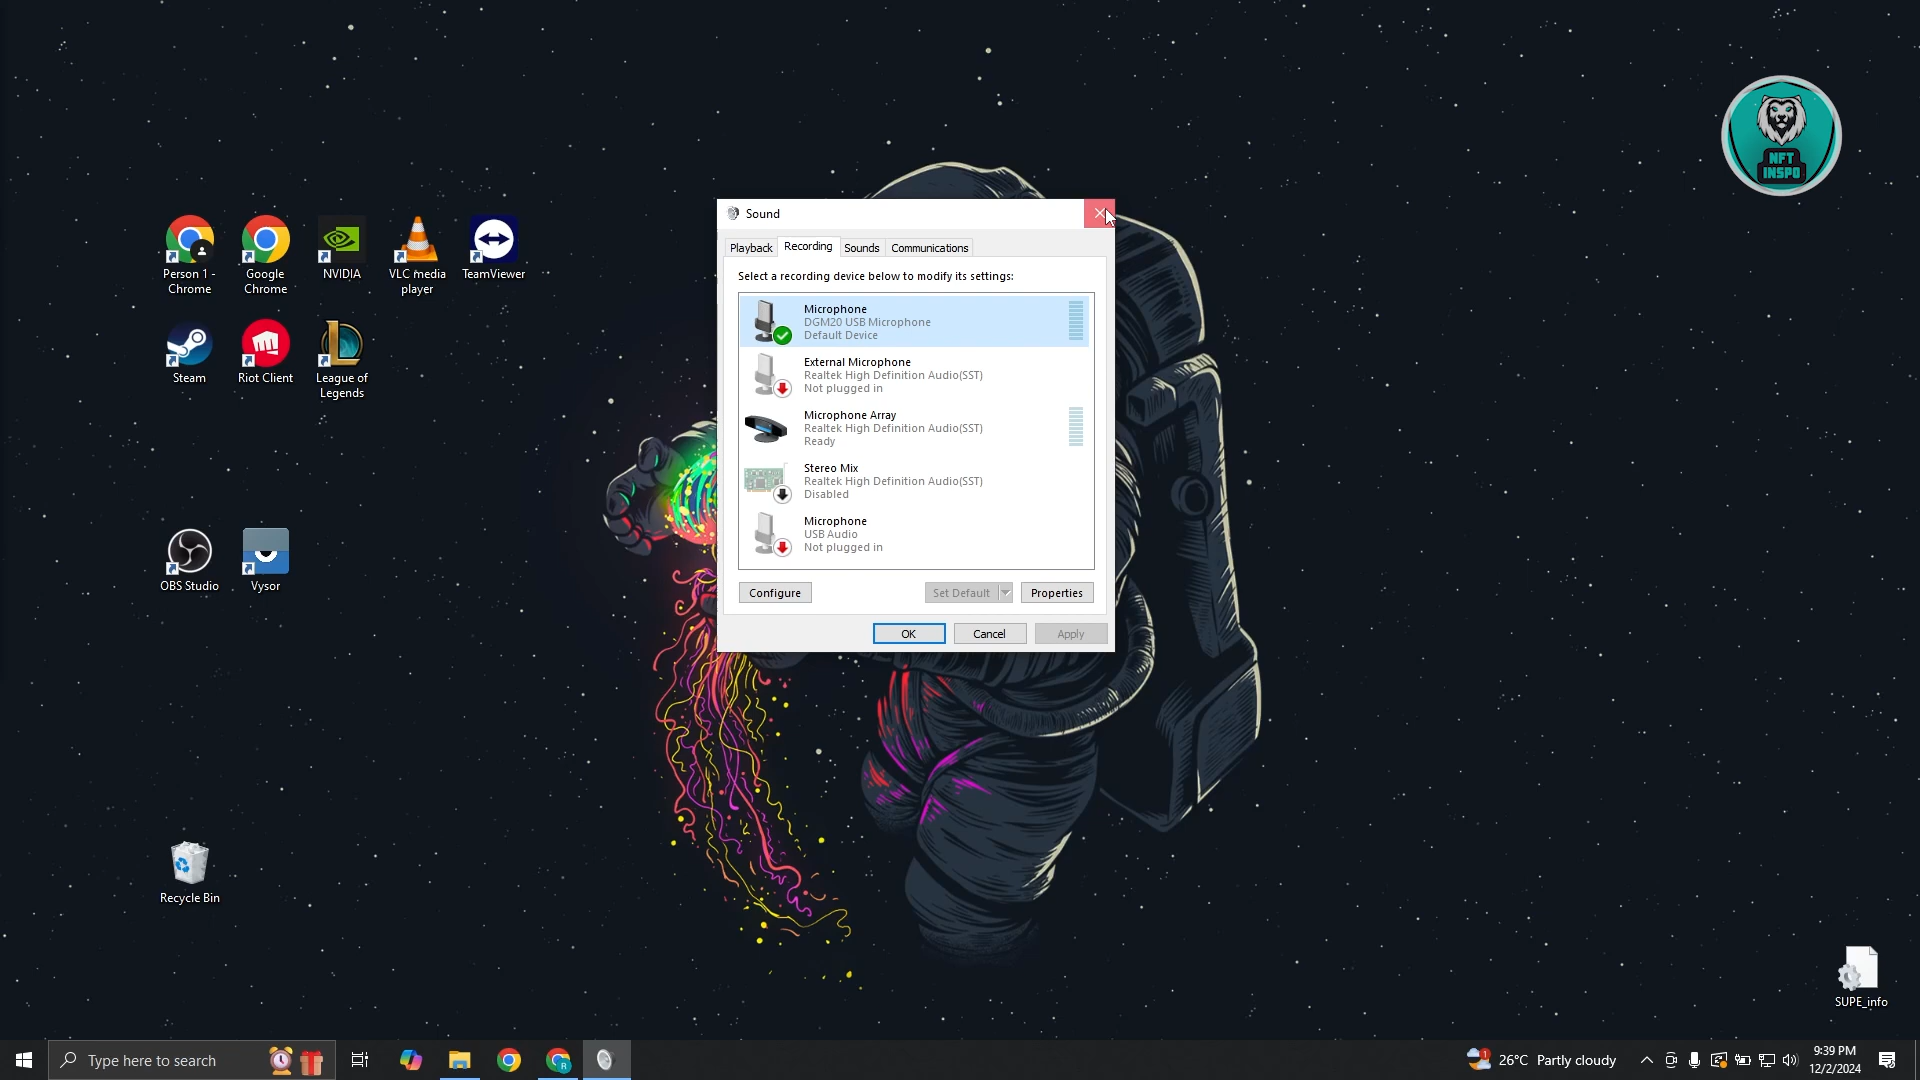 NFT
INSPO
Sound
Playback
Recording
Sounds
Communications
Select a recording device below to modify its settings:
Microphone
DGM20 USB Microphone
Default Device
External Microphone
Realtek High Definition Audio(SST)
Not plugged in
Microphone Array
Realtek High Definition Audio(SST)
Ready
Stereo Mix
Realtek High Definition Audio(SST)
Disabled
Microphone
USB Audio
Not plugged in
Configure
Set Default
Properties
OK
Cancel
Apply
Person 1 -
Chrome
Google
Chrome
NVIDIA
VLC media
player
TeamViewer
Steam
Riot Client
League of
Legends
OBS Studio
Vysor
Recycle Bin
SUPE_info
Type here to search
R
1
26°C Partly cloudy
9:39 PM
12/2/2024